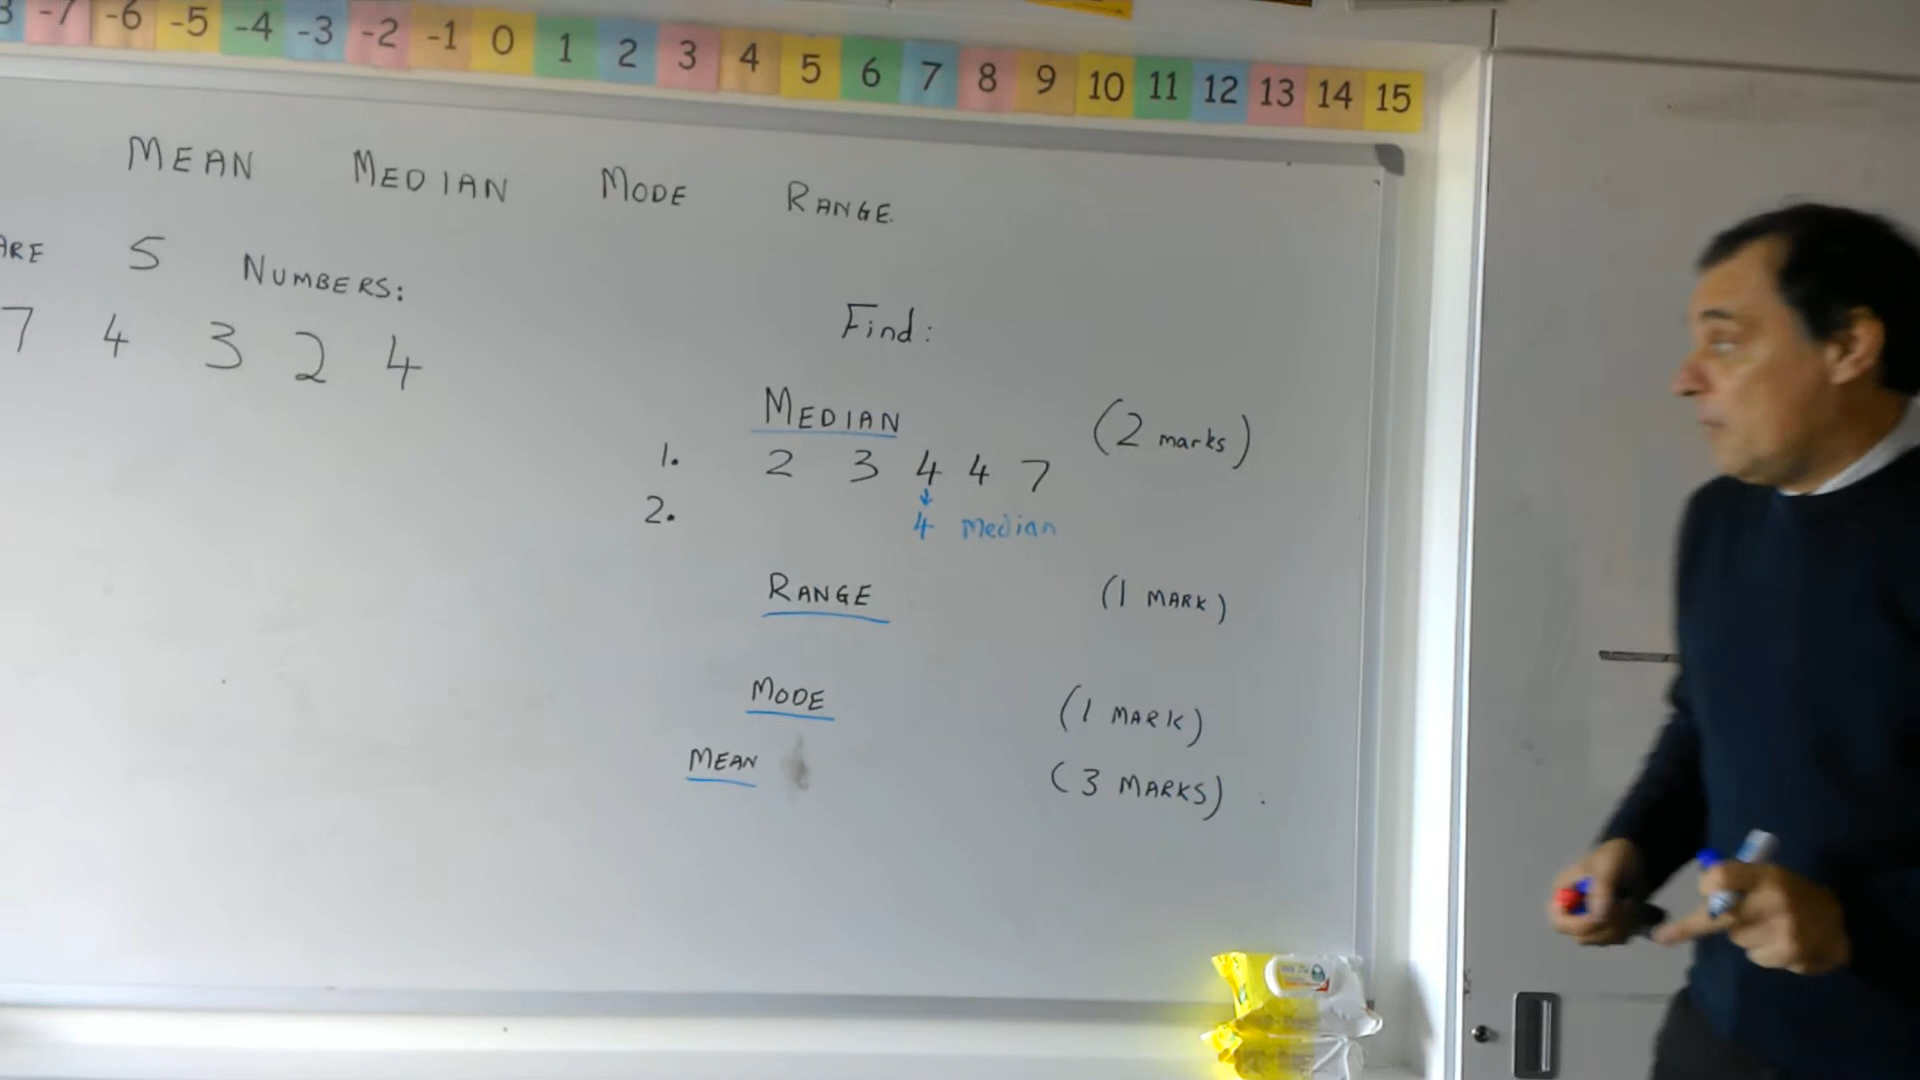 -7 -6 -5 -4 -3 -2 -1 0 1 2 3 4 5 6 7 8 9 10 11 12 13 14 15
MEAN MEDIAN MODE RANGE
ARE 5 NUMBERS:
7 4 3 2 4
Find:
MEDIAN (2 marks)
1. 2 3 4 4 7
2. 4 Median
RANGE (1 MARK)
MODE (1 MARK)
MEAN (3 MARKS)